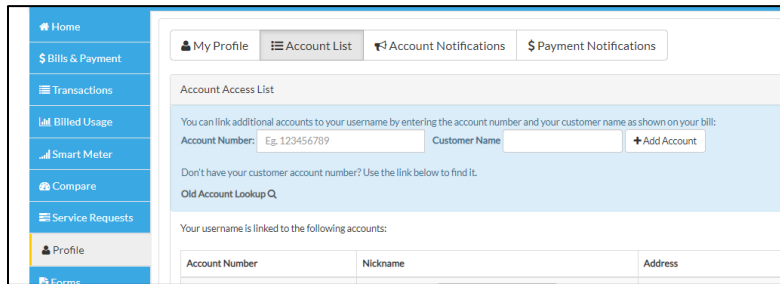 Home
$ Bills & Payment
Transactions
Billed Usage
Smart Meter
Compare
Service Requests
Profile
Forms
My Profile
Account List
Account Notifications
$ Payment Notifications
Account Access List
You can link additional accounts to your username by entering the account number and your customer name as shown on your bill:
Account Number: Eg. 123456789 Customer Name + Add Account
Don't have your customer account number? Use the link below to find it.
Old Account Lookup
Your username is linked to the following accounts:
Account Number Nickname Address